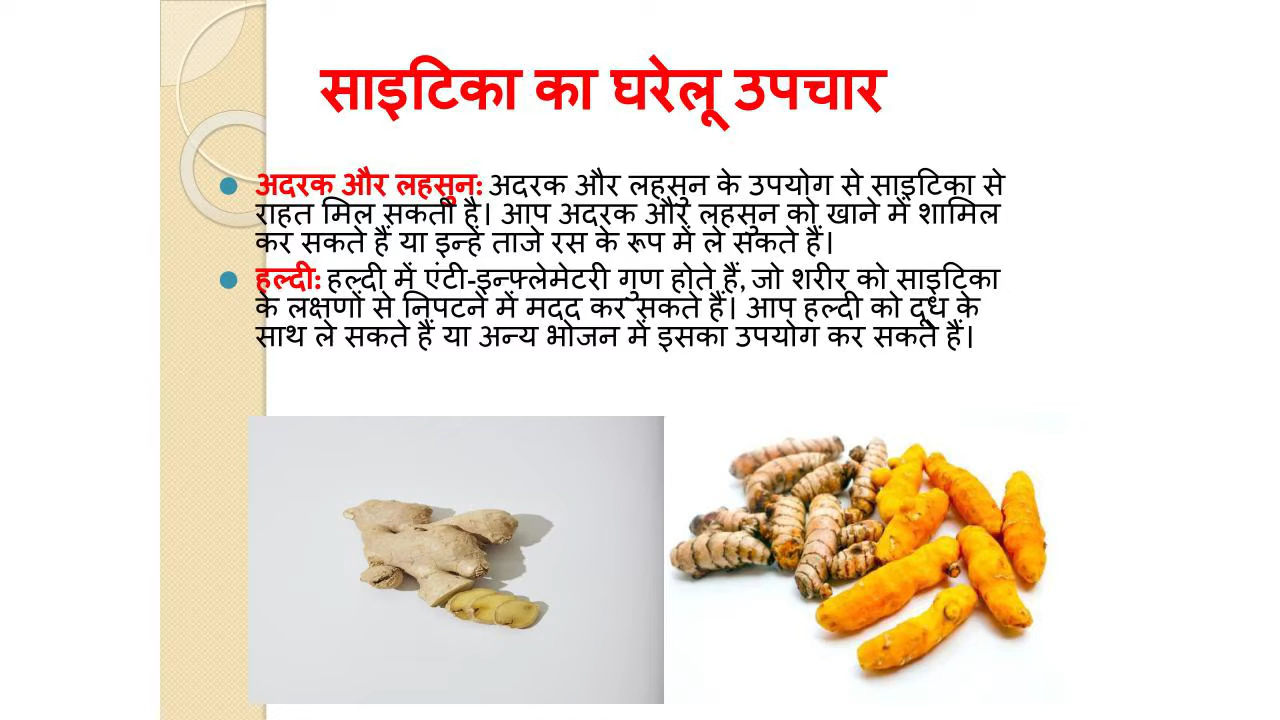 साइटिका का घरेलू उपचार
अदरक और लहसुन: अदरक और लहसुन के उपयोग से साइटिका से
राहत मिल सकती है। आप अदरक और लहसुन को खाने में शामिल
कर सकते हैं या इन्हें ताजे रस के रूप में ले सकते हैं।
हल्दी: हल्दी में एंटी-इन्फ्लेमेटरी गुण होते हैं, जो शरीर को साइटिका
के लक्षणों से निपटने में मदद कर सकते हैं। आप हल्दी को दूध के
साथ ले सकते हैं या अन्य भोजन में इसका उपयोग कर सकते हैं।